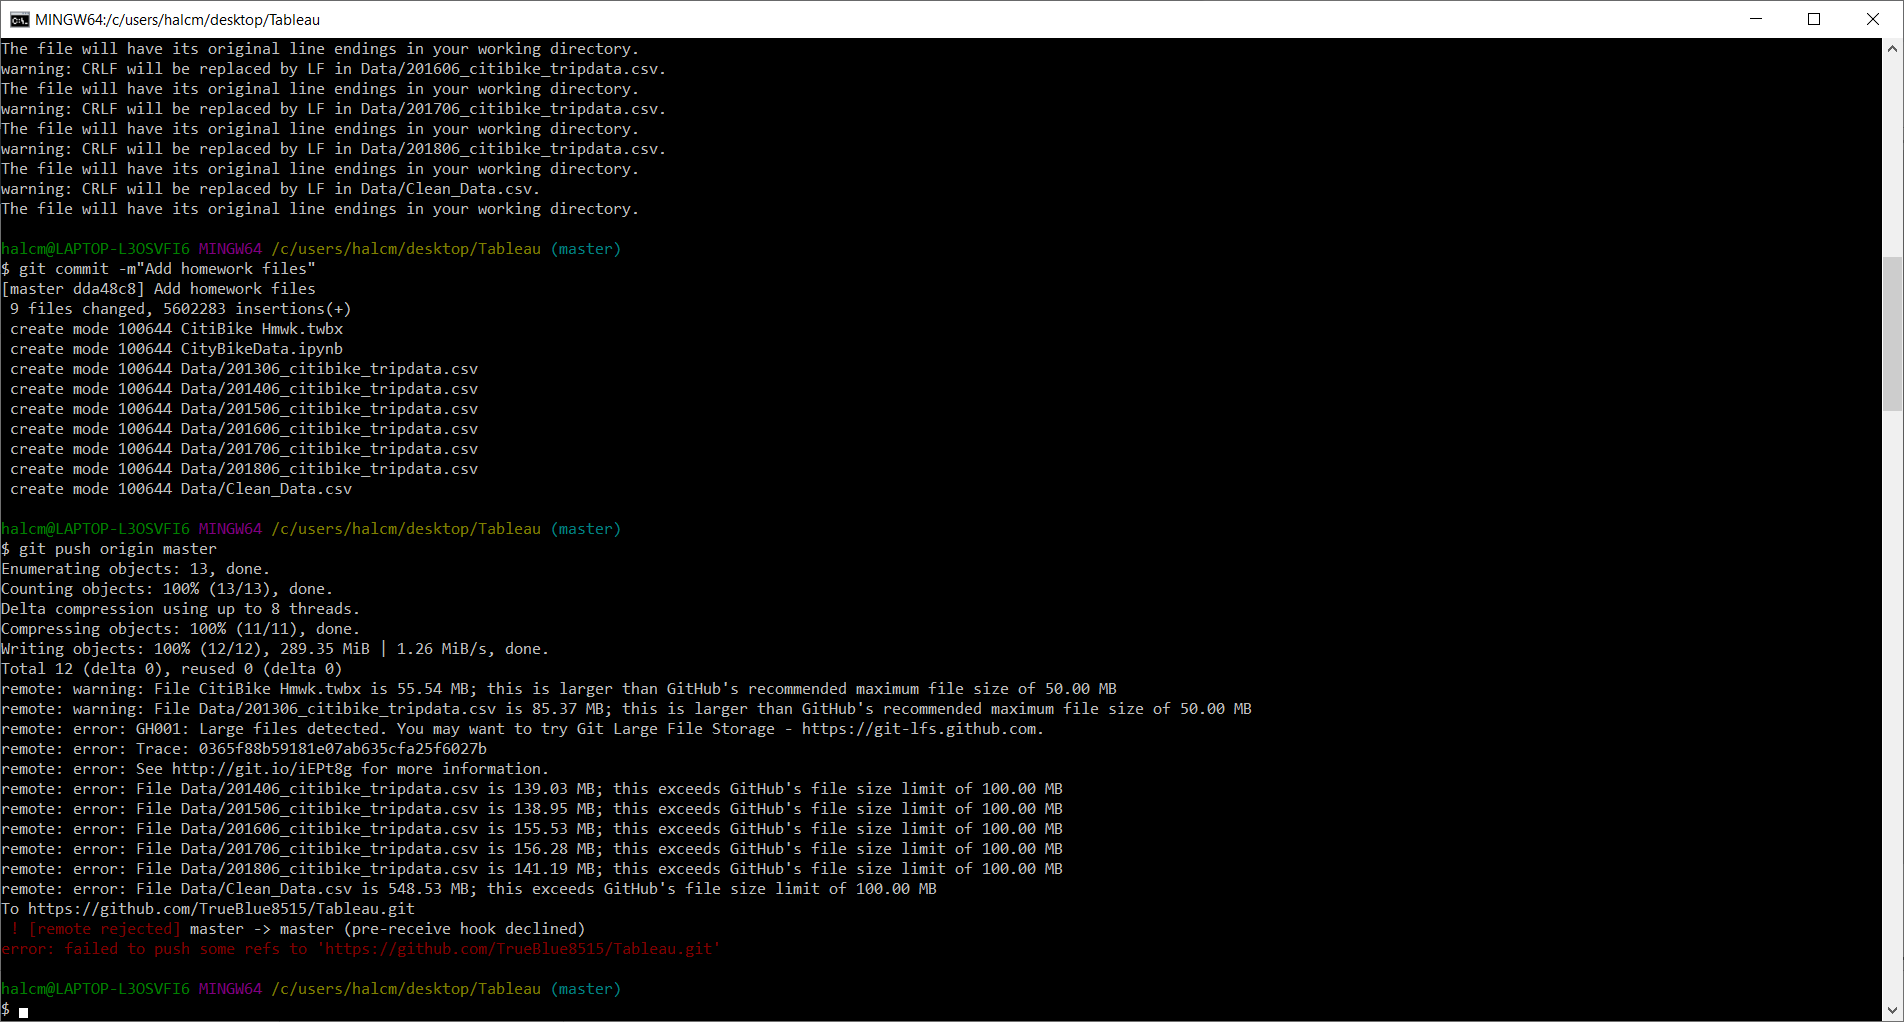 MINGW64:/c/users/halcm/desktop/Tableau
The file will have its original line endings in your working directory.
warning: CRLF will be replaced by LF in Data/201606_citibike_tripdata.csv.
The file will have its original line endings in your working directory.
warning: CRLF will be replaced by LF in Data/201706_citibike_tripdata.csv.
The file will have its original line endings in your working directory.
warning: CRLF will be replaced by LF in Data/201806_citibike_tripdata.csv.
The file will have its original line endings in your working directory.
warning: CRLF will be replaced by LF in Data/Clean_Data.csv.
The file will have its original line endings in your working directory.
halcm@LAPTOP-L3OSVFI6 MINGW64 /c/users/halcm/desktop/Tableau (master)
$ git commit -m"Add homework files"
[master dda48c8] Add homework files
9 files changed, 5602283 insertions(+)
create mode 100644 CitiBike Hmwk.twbx
create mode 100644 CityBikeData.ipynb
create mode 100644 Data/201306_citibike_tripdata.csv
create mode 100644 Data/201406_citibike_tripdata.csv
create mode 100644 Data/201506_citibike_tripdata.csv
create mode 100644 Data/201606_citibike_tripdata.csv
create mode 100644 Data/201706_citibike_tripdata.csv
create mode 100644 Data/201806_citibike_tripdata.csv
create mode 100644 Data/Clean_Data.csv
halcm@LAPTOP-L3OSVFI6 MINGW64 /c/users/halcm/desktop/Tableau (master)
$ git push origin master
Enumerating objects: 13, done.
Counting objects: 100% (13/13), done.
Delta compression using up to 8 threads.
Compressing objects: 100% (11/11), done.
Writing objects: 100% (12/12), 289.35 MiB | 1.26 MiB/s, done.
Total 12 (delta 0), reused 0 (delta 0)
remote: warning: File CitiBike Hmwk.twbx is 55.54 MB; this is larger than GitHub's recommended maximum file size of 50.00 MB
remote: warning: File Data/201306_citibike_tripdata.csv is 85.37 MB; this is larger than GitHub's recommended maximum file size of 50.00 MB
remote: error: GH001: Large files detected. You may want to try Git Large File Storage - https://git-lfs.github.com.
remote: error: Trace: 0365f88b59181e07ab635cfa25f6027b
remote: error: See http://git.io/iEPt8g for more information.
remote: error: File Data/201406_citibike_tripdata.csv is 139.03 MB; this exceeds GitHub's file size limit of 100.00 MB
remote: error: File Data/201506_citibike_tripdata.csv is 138.95 MB; this exceeds GitHub's file size limit of 100.00 MB
remote: error: File Data/201606_citibike_tripdata.csv is 155.53 MB; this exceeds GitHub's file size limit of 100.00 MB
remote: error: File Data/201706_citibike_tripdata.csv is 156.28 MB; this exceeds GitHub's file size limit of 100.00 MB
remote: error: File Data/201806_citibike_tripdata.csv is 141.19 MB; this exceeds GitHub's file size limit of 100.00 MB
remote: error: File Data/Clean_Data.csv is 548.53 MB; this exceeds GitHub's file size limit of 100.00 MB
To https://github.com/TrueBlue8515/Tableau.git
! [remote rejected] master -> master (pre-receive hook declined)
error: failed to push some refs to 'https://github.com/TrueBlue8515/Tableau.git'
halcm@LAPTOP-L3OSVFI6 MINGW64 /c/users/halcm/desktop/Tableau (master)
$